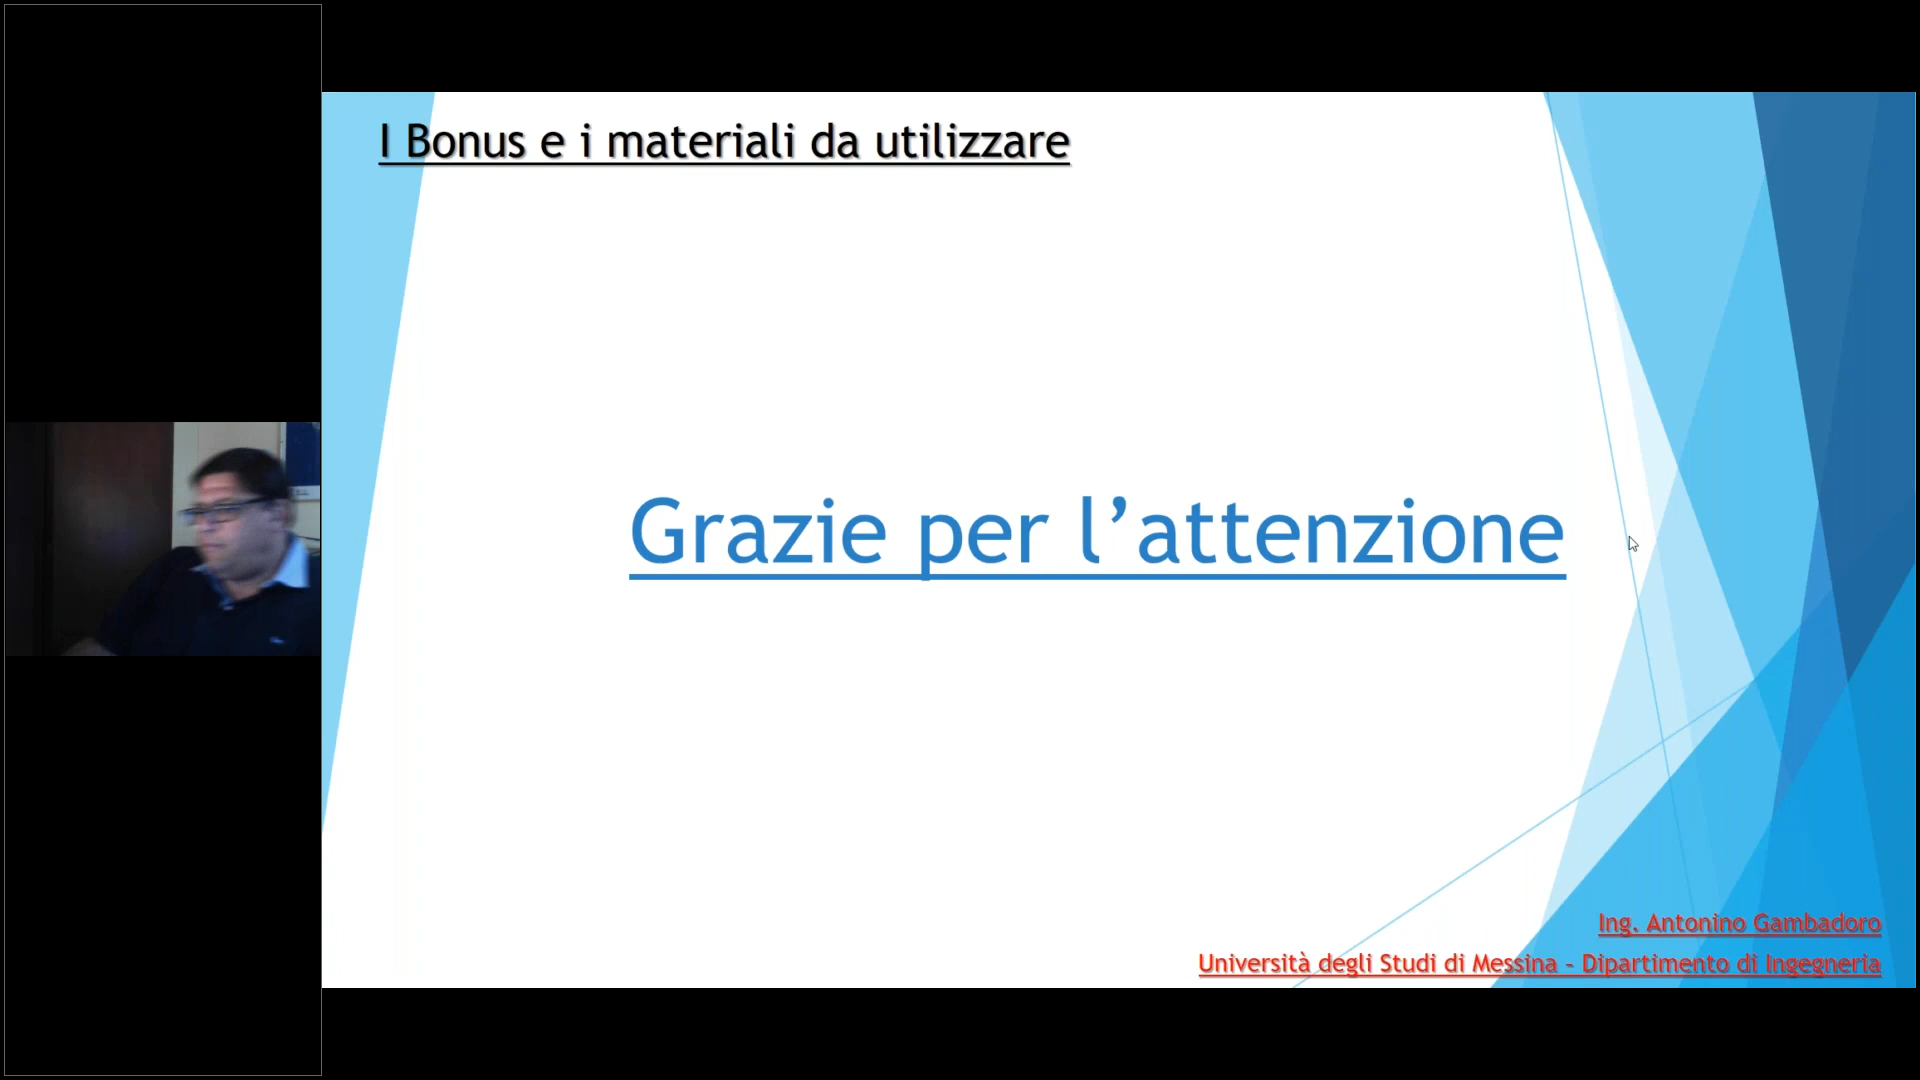 I Bonus e i materiali da utilizzare
Grazie per l’attenzione
Ing. Antonino Gambadoro
Università degli Studi di Messina – Dipartimento di Ingegneria